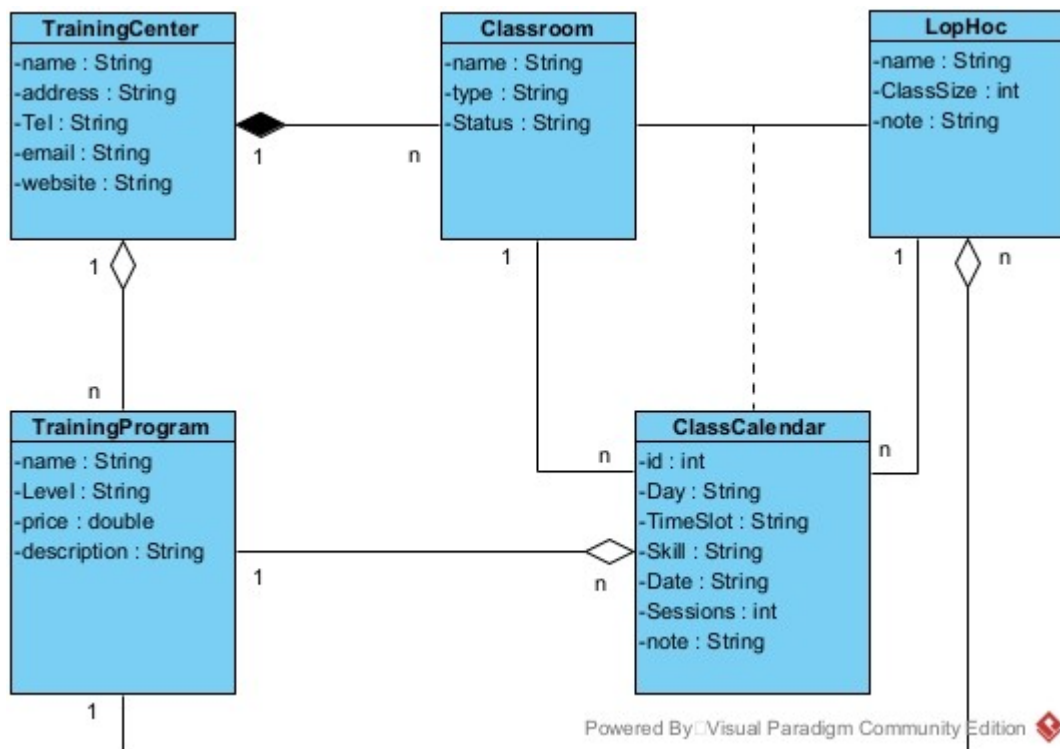 TrainingCenter
-name : String
-address : String
-Tel : String
-email : String
-website : String
1
n
Classroom
-name : String
-type : String
-Status : String
LopHoc
-name : String
-ClassSize : int
-note : String
1
n
1
1
n
TrainingProgram
-name : String
-Level : String
-price : double
-description : String
1
n
1
n
ClassCalendar
-id : int
-Day : String
-TimeSlot : String
-Skill : String
-Date : String
-Sessions : int
-note : String
n
Powered By□Visual Paradigm Community Edition